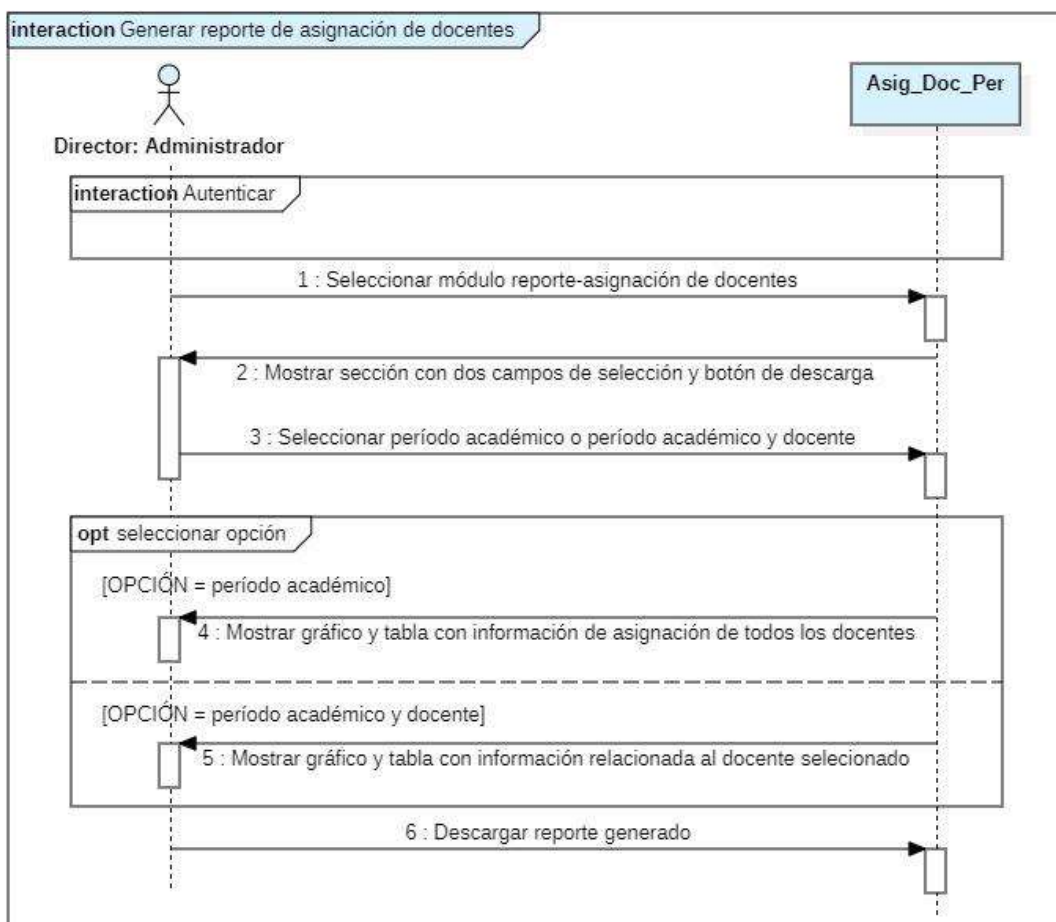 interaction Generar reporte de asignación de docentes
Asig_Doc_Per
Director: Administrador
interaction Autenticar
1 : Seleccionar módulo reporte-asignación de docentes
2 : Mostrar sección con dos campos de selección y botón de descarga
3 : Seleccionar período académico o período académico y docente
opt seleccionar opción
[OPCIÓN = período académico]
4 : Mostrar gráfico y tabla con información de asignación de todos los docentes
[OPCIÓN = período académico y docente]
5 : Mostrar gráfico y tabla con información relacionada al docente selecionado
6 : Descargar reporte generado